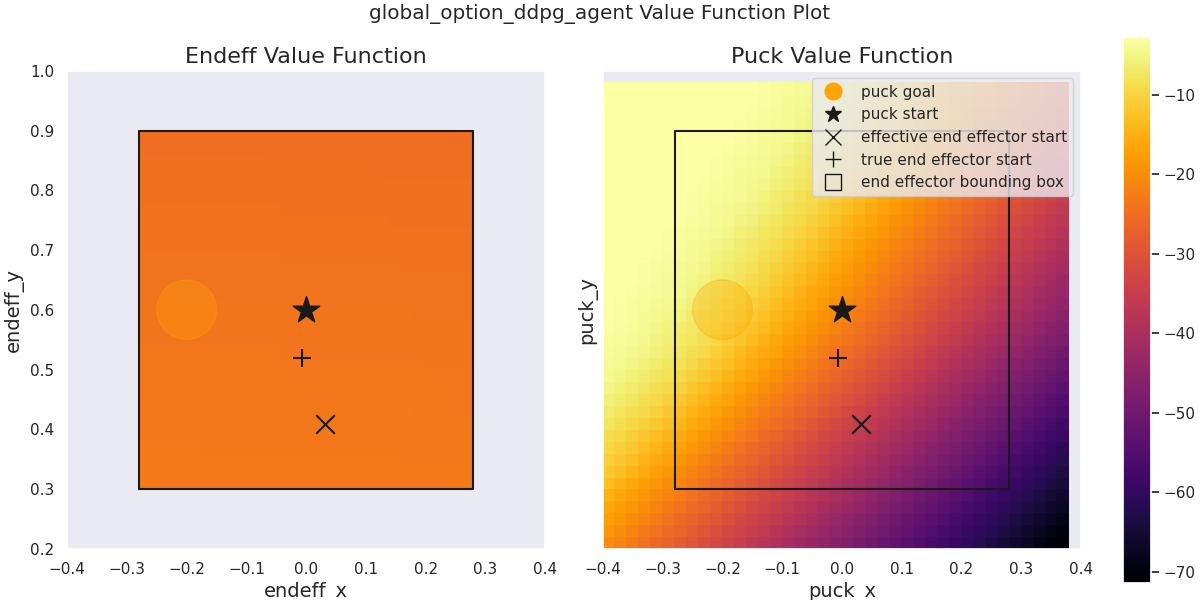 global_option_ddpg_agent Value Function Plot
Endeff Value Function
1.0
0.9
0.8
0.7
0.6
0.5
0.4
0.3
0.2
endeff_y
−0.4 −0.3 −0.2 −0.1 0.0 0.1 0.2 0.3 0.4
endeff_x
Puck Value Function
puck goal
puck start
effective end effector start
true end effector start
end effector bounding box
puck_y
−0.4 −0.3 −0.2 −0.1 0.0 0.1 0.2 0.3 0.4
puck_x
−10
−20
−30
−40
−50
−60
−70